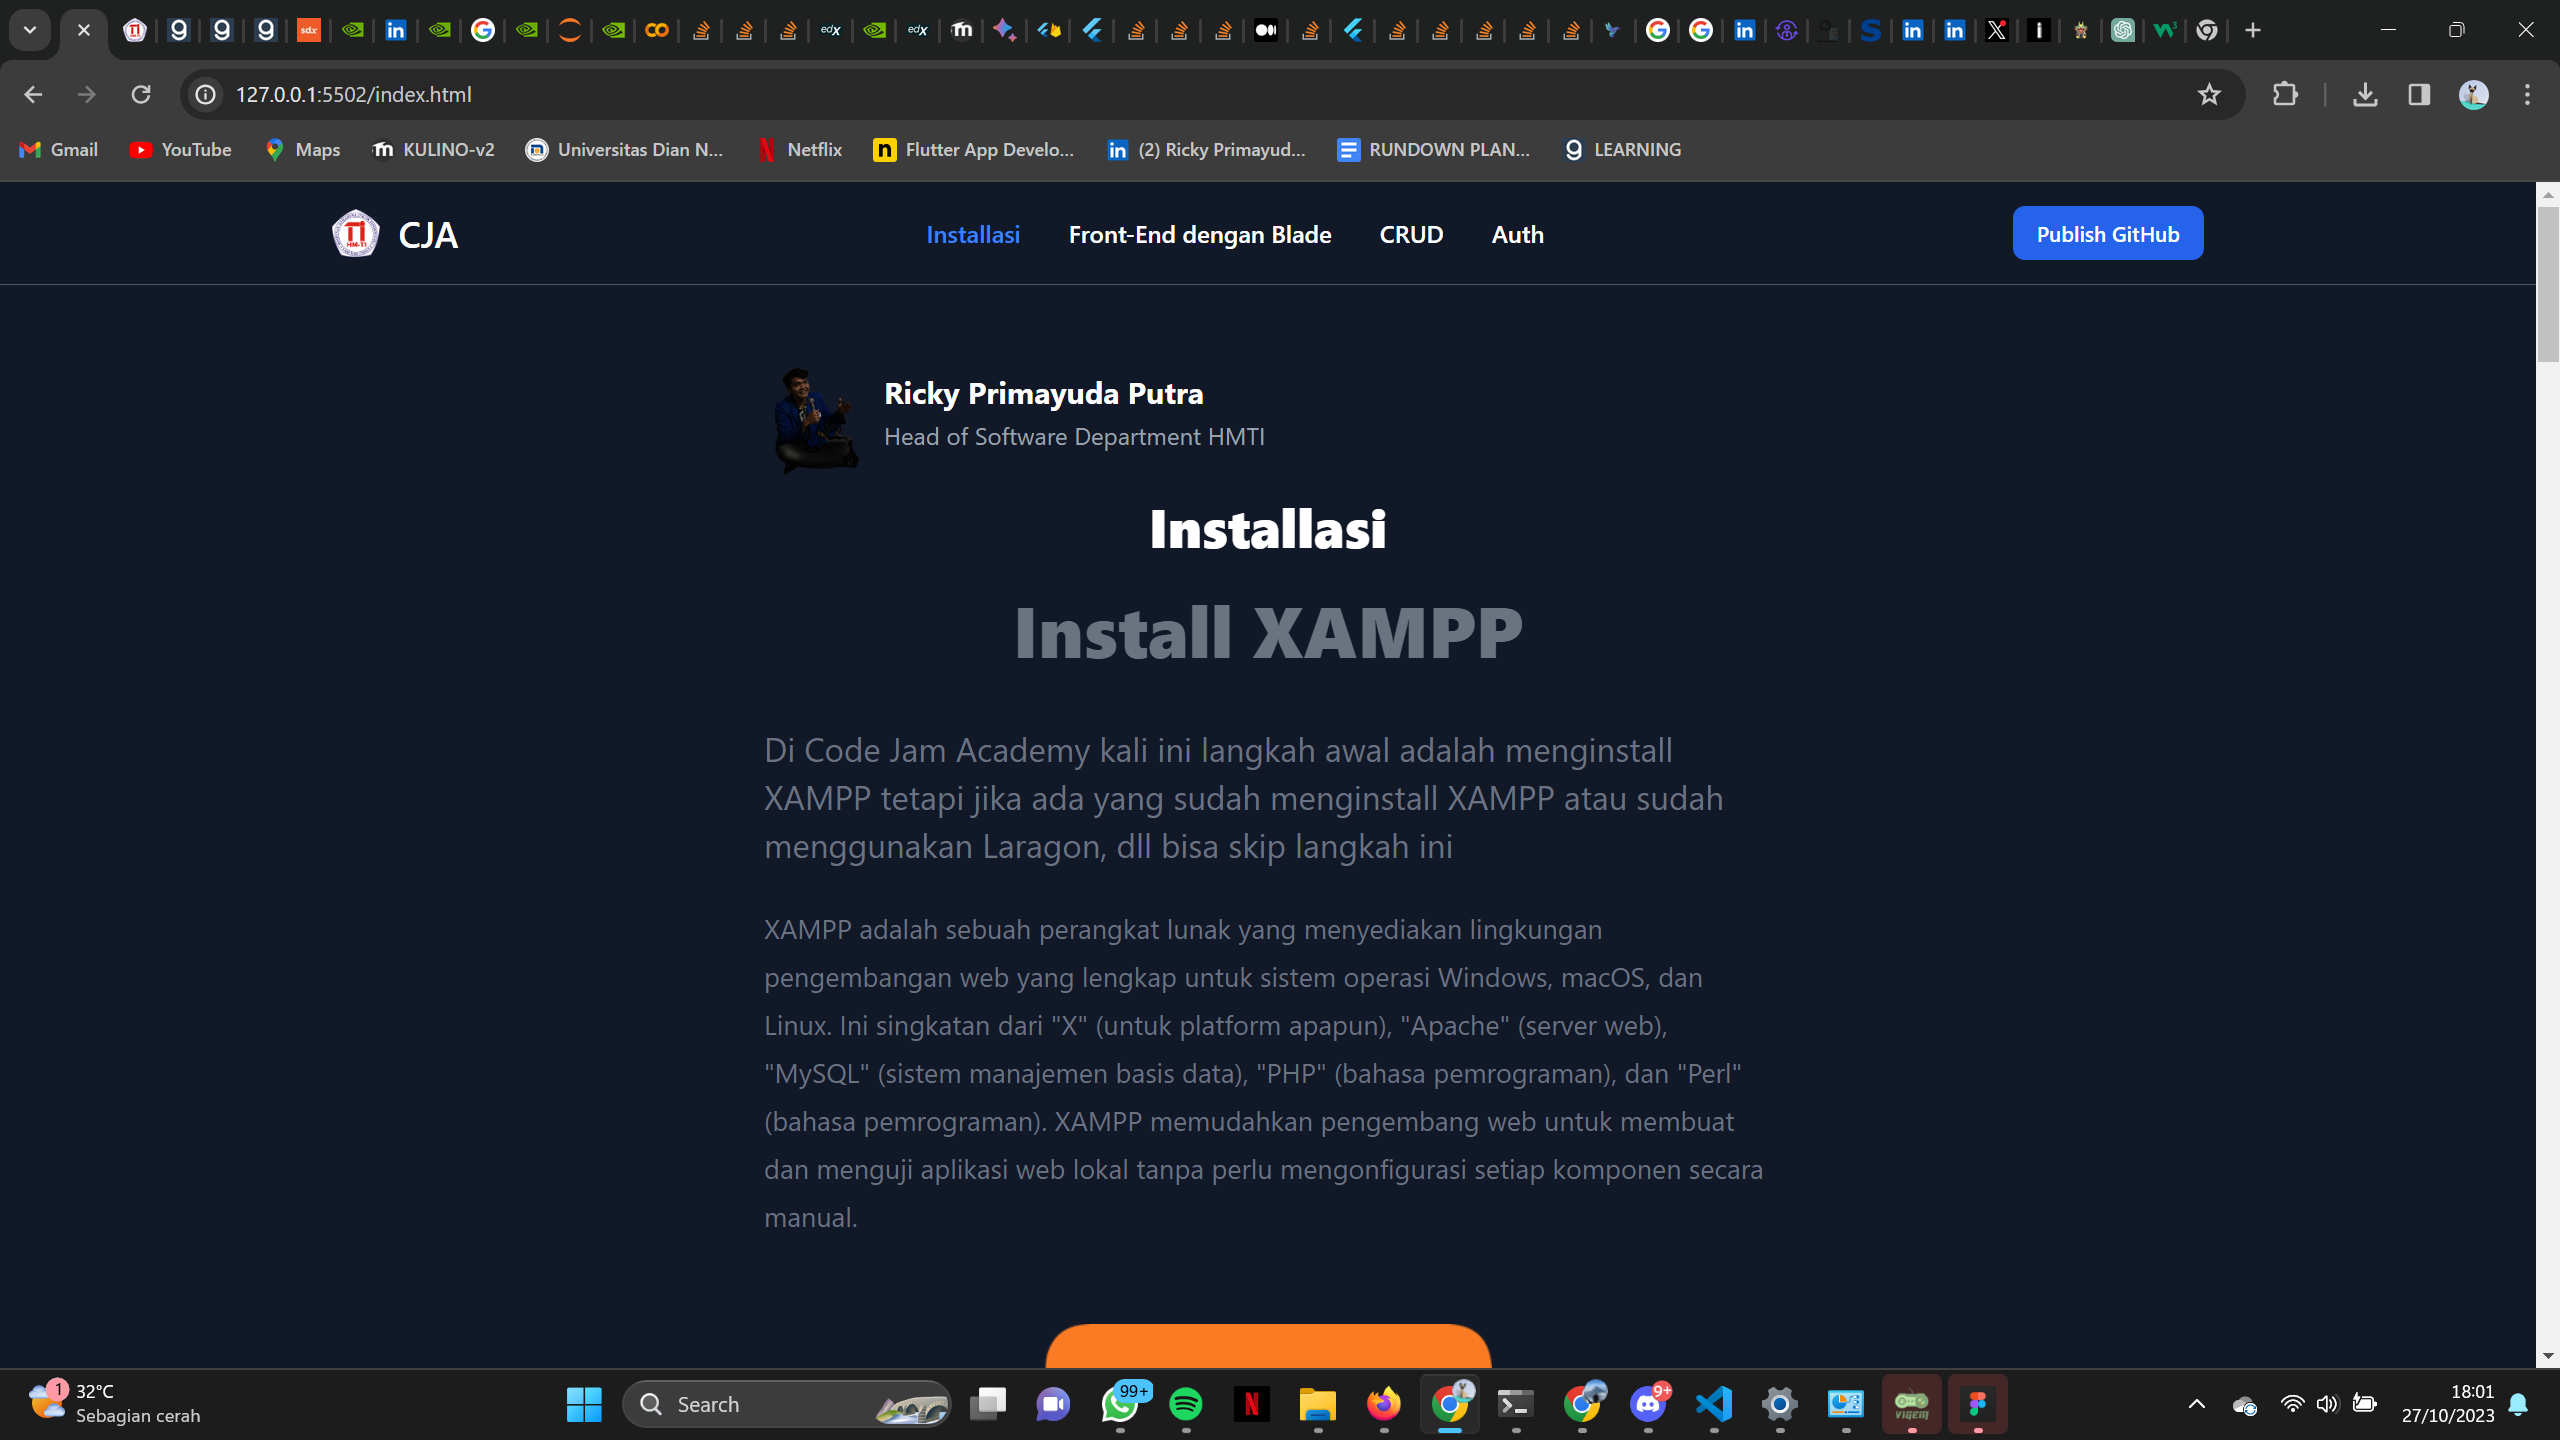 127.0.0.1:5502/index.html
Gmail
YouTube
Maps
KULINO-v2
Universitas Dian N...
Netflix
Flutter App Develo...
(2) Ricky Primayud...
RUNDOWN PLAN...
LEARNING
CJA
Installasi
Front-End dengan Blade
CRUD
Auth
Publish GitHub
Ricky Primayuda Putra
Head of Software Department HMTI
Installasi
Install XAMPP
Di Code Jam Academy kali ini langkah awal adalah menginstall
XAMPP tetapi jika ada yang sudah menginstall XAMPP atau sudah
menggunakan Laragon, dll bisa skip langkah ini
XAMPP adalah sebuah perangkat lunak yang menyediakan lingkungan
pengembangan web yang lengkap untuk sistem operasi Windows, macOS, dan
Linux. Ini singkatan dari "X" (untuk platform apapun), "Apache" (server web),
"MySQL" (sistem manajemen basis data), "PHP" (bahasa pemrograman), dan "Perl"
(bahasa pemrograman). XAMPP memudahkan pengembang web untuk membuat
dan menguji aplikasi web lokal tanpa perlu mengonfigurasi setiap komponen secara
manual.
1
32°C
Sebagian cerah
Search
99+
9+
VIGEM
18:01
27/10/2023